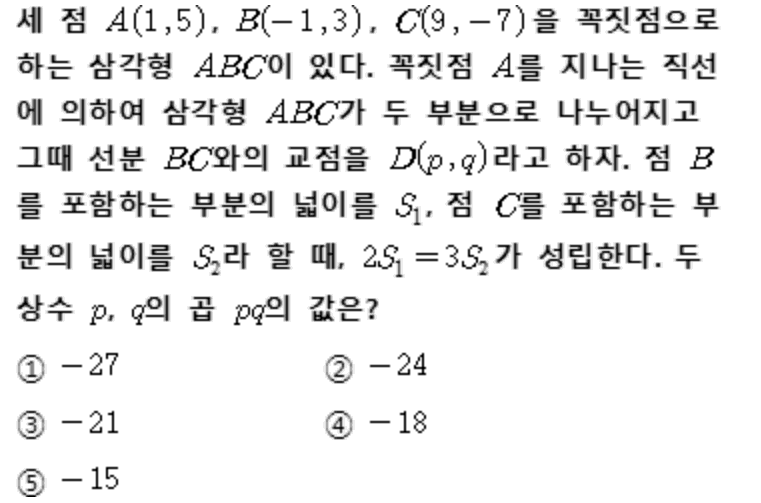 세 점 A(1,5), B(−1,3), C(9,−7)을 꼭짓점으로
하는 삼각형 ABC이 있다. 꼭짓점 A를 지나는 직선
에 의하여 삼각형 ABC가 두 부분으로 나누어지고
그때 선분 BC와의 교점을 D(p,q)라고 하자. 점 B
를 포함하는 부분의 넓이를 S₁, 점 C를 포함하는 부
분의 넓이를 S₂라 할 때, 2S₁=3S₂가 성립한다. 두
상수 p, q의 곱 pq의 값은?
① −27 ② −24
③ −21 ④ −18
⑤ −15